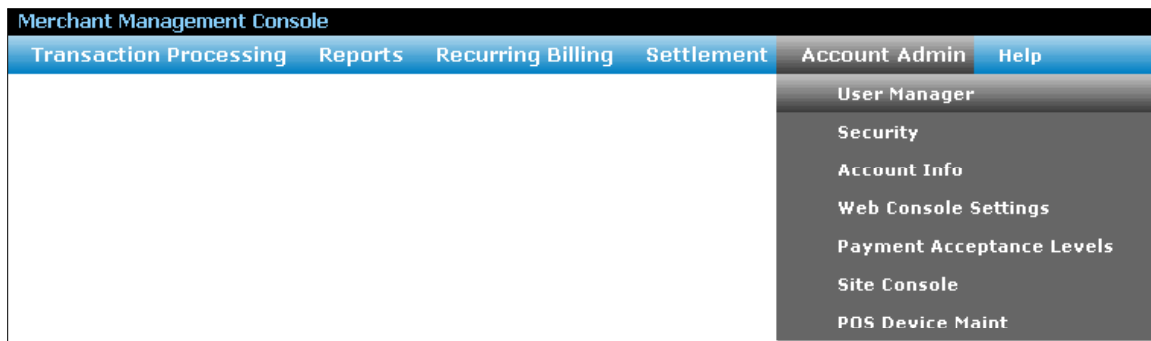 Merchant Management Console
Transaction Processing Reports Recurring Billing Settlement Account Admin Help
User Manager
Security
Account Info
Web Console Settings
Payment Acceptance Levels
Site Console
POS Device Maint